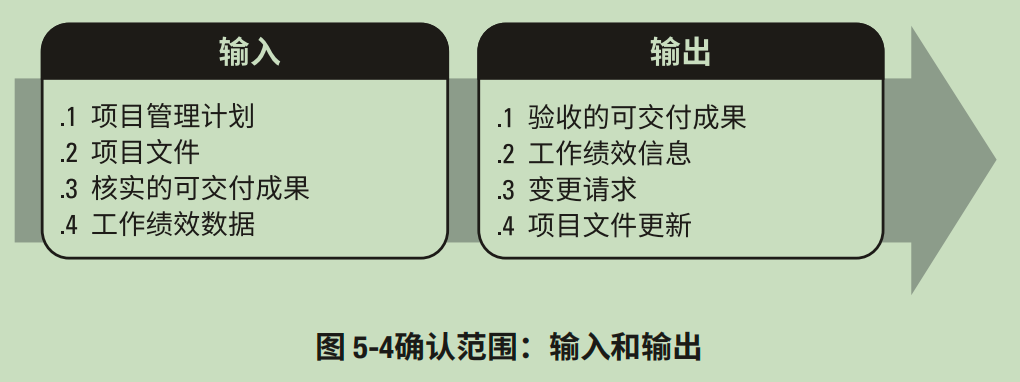 输入
.1 项目管理计划
.2 项目文件
.3 核实的可交付成果
.4 工作绩效数据
输出
.1 验收的可交付成果
.2 工作绩效信息
.3 变更请求
.4 项目文件更新
图 5-4确认范围：输入和输出